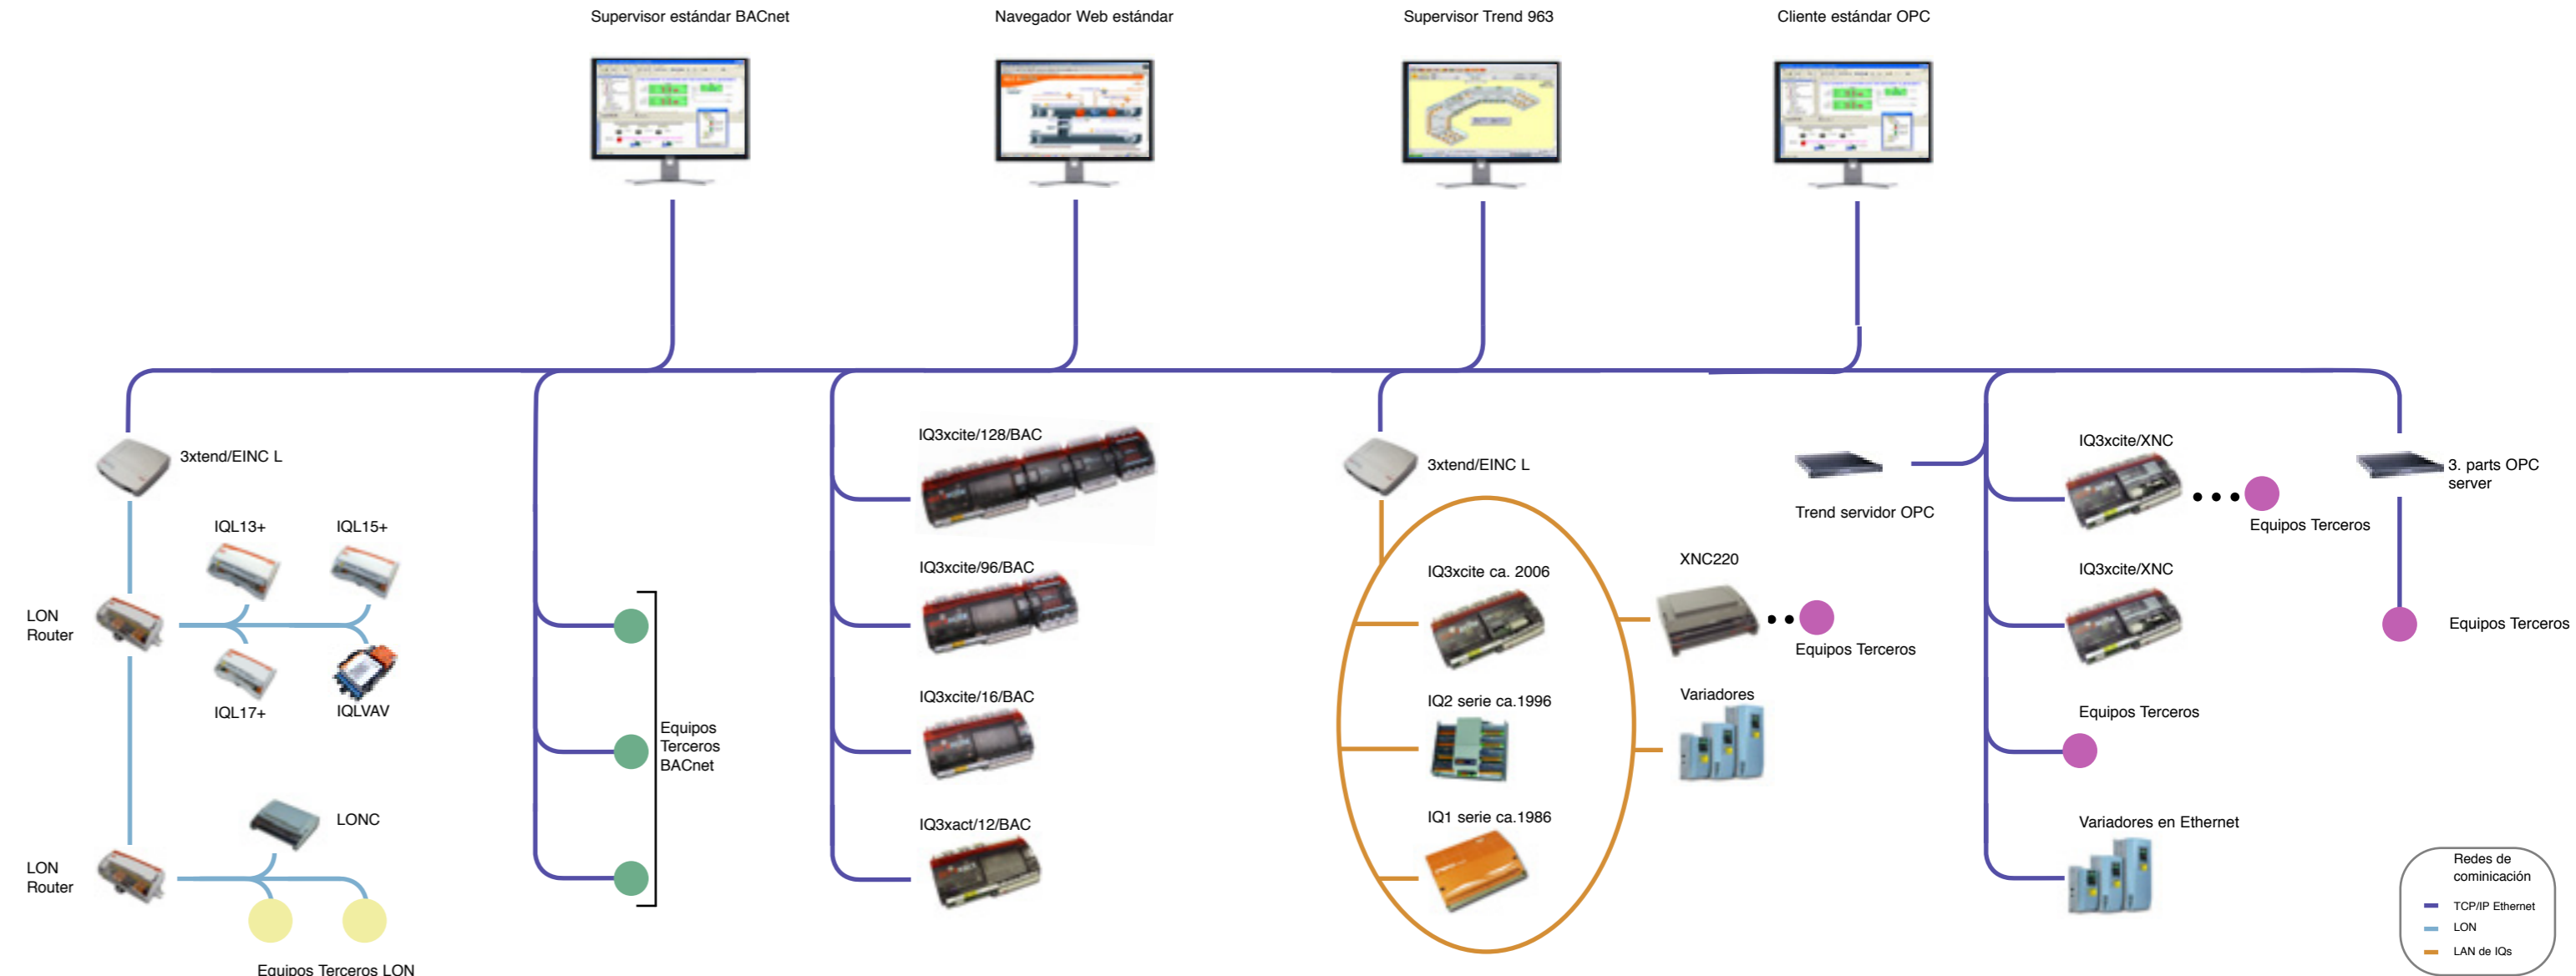 Supervisor estándar BACnet
Navegador Web estándar
Supervisor Trend 963
Cliente estándar OPC
3xtend/EINC L
IQL13+
IQL15+
LON
Router
IQL17+
IQLVAV
LONC
LON
Router
Equipos Terceros LON
Equipos
Terceros
BACnet
IQ3xcite/128/BAC
IQ3xcite/96/BAC
IQ3xcite/16/BAC
IQ3xact/12/BAC
3xtend/EINC L
IQ3xcite ca. 2006
IQ2 serie ca.1996
IQ1 serie ca.1986
XNC220
Equipos Terceros
Variadores
Trend servidor OPC
IQ3xcite/XNC
Equipos Terceros
IQ3xcite/XNC
Equipos Terceros
Variadores en Ethernet
3. parts OPC
server
Equipos Terceros
Redes de
cominicación
TCP/IP Ethernet
LON
LAN de IQs